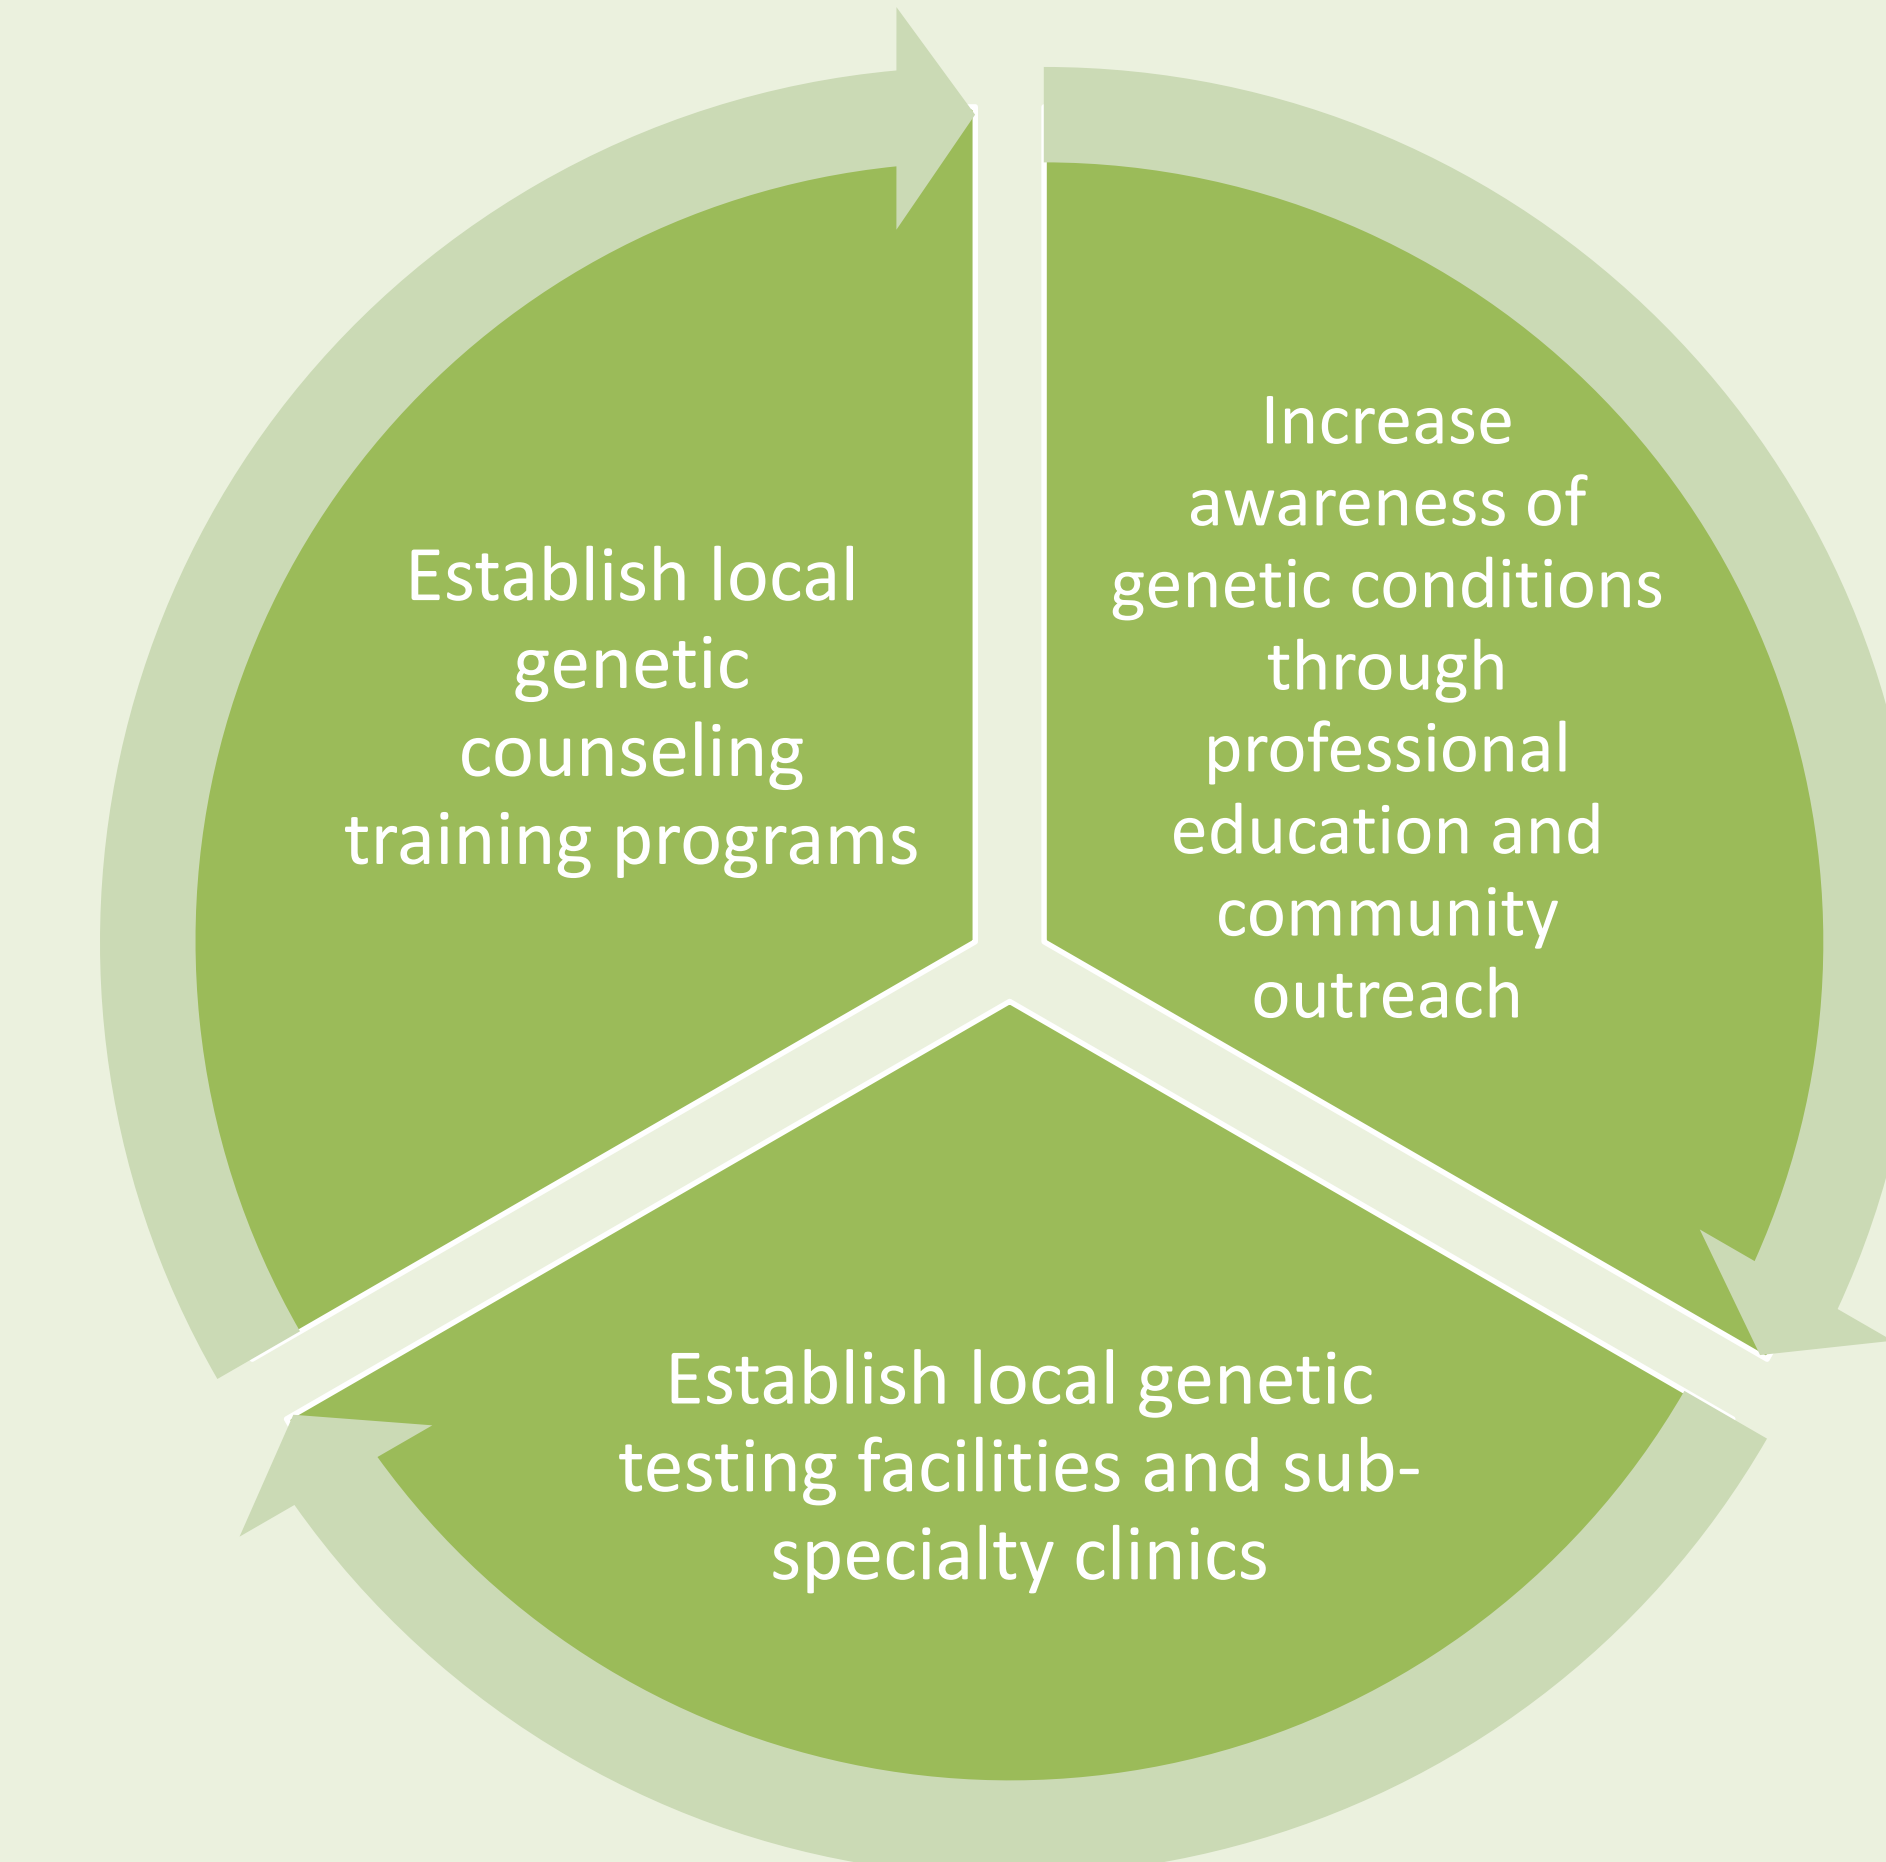 Establish local
genetic
counseling
training programs
Increase
awareness of
genetic conditions
through
professional
education and
community
outreach
Establish local genetic
testing facilities and sub-
specialty clinics